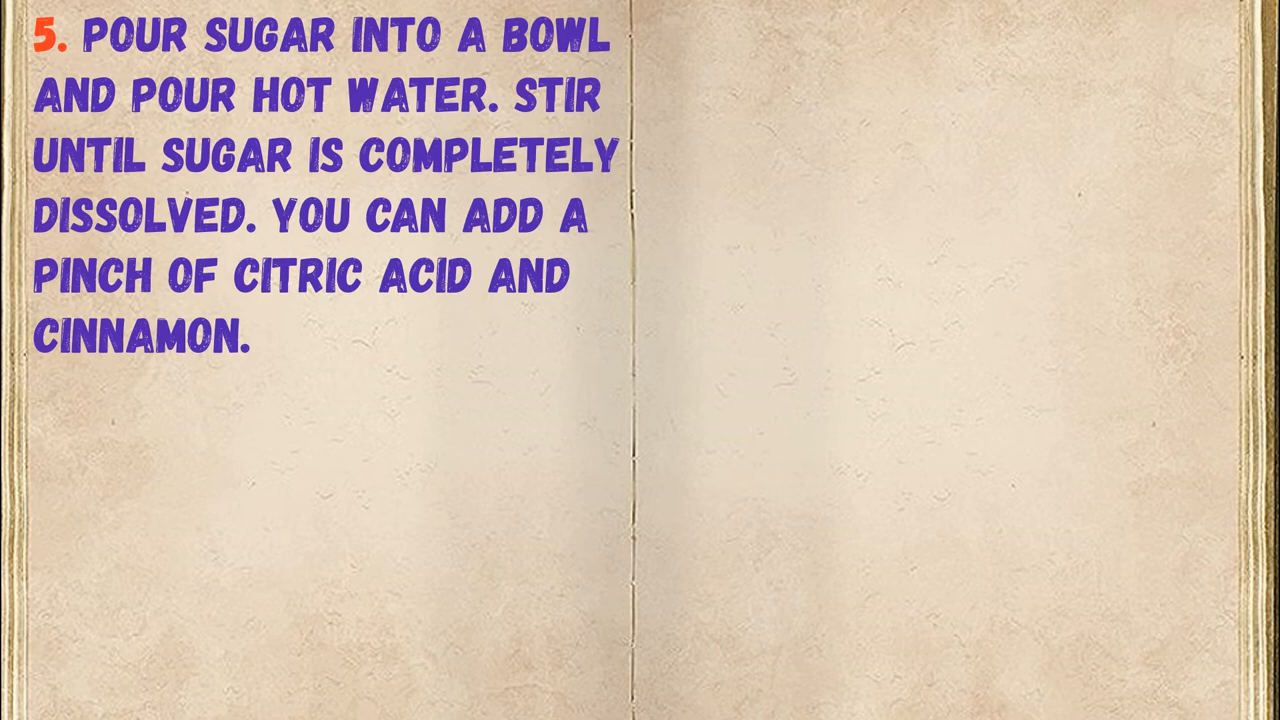 5. POUR SUGAR INTO A BOWL
AND POUR HOT WATER. STIR
UNTIL SUGAR IS COMPLETELY
DISSOLVED. YOU CAN ADD A
PINCH OF CITRIC ACID AND
CINNAMON.